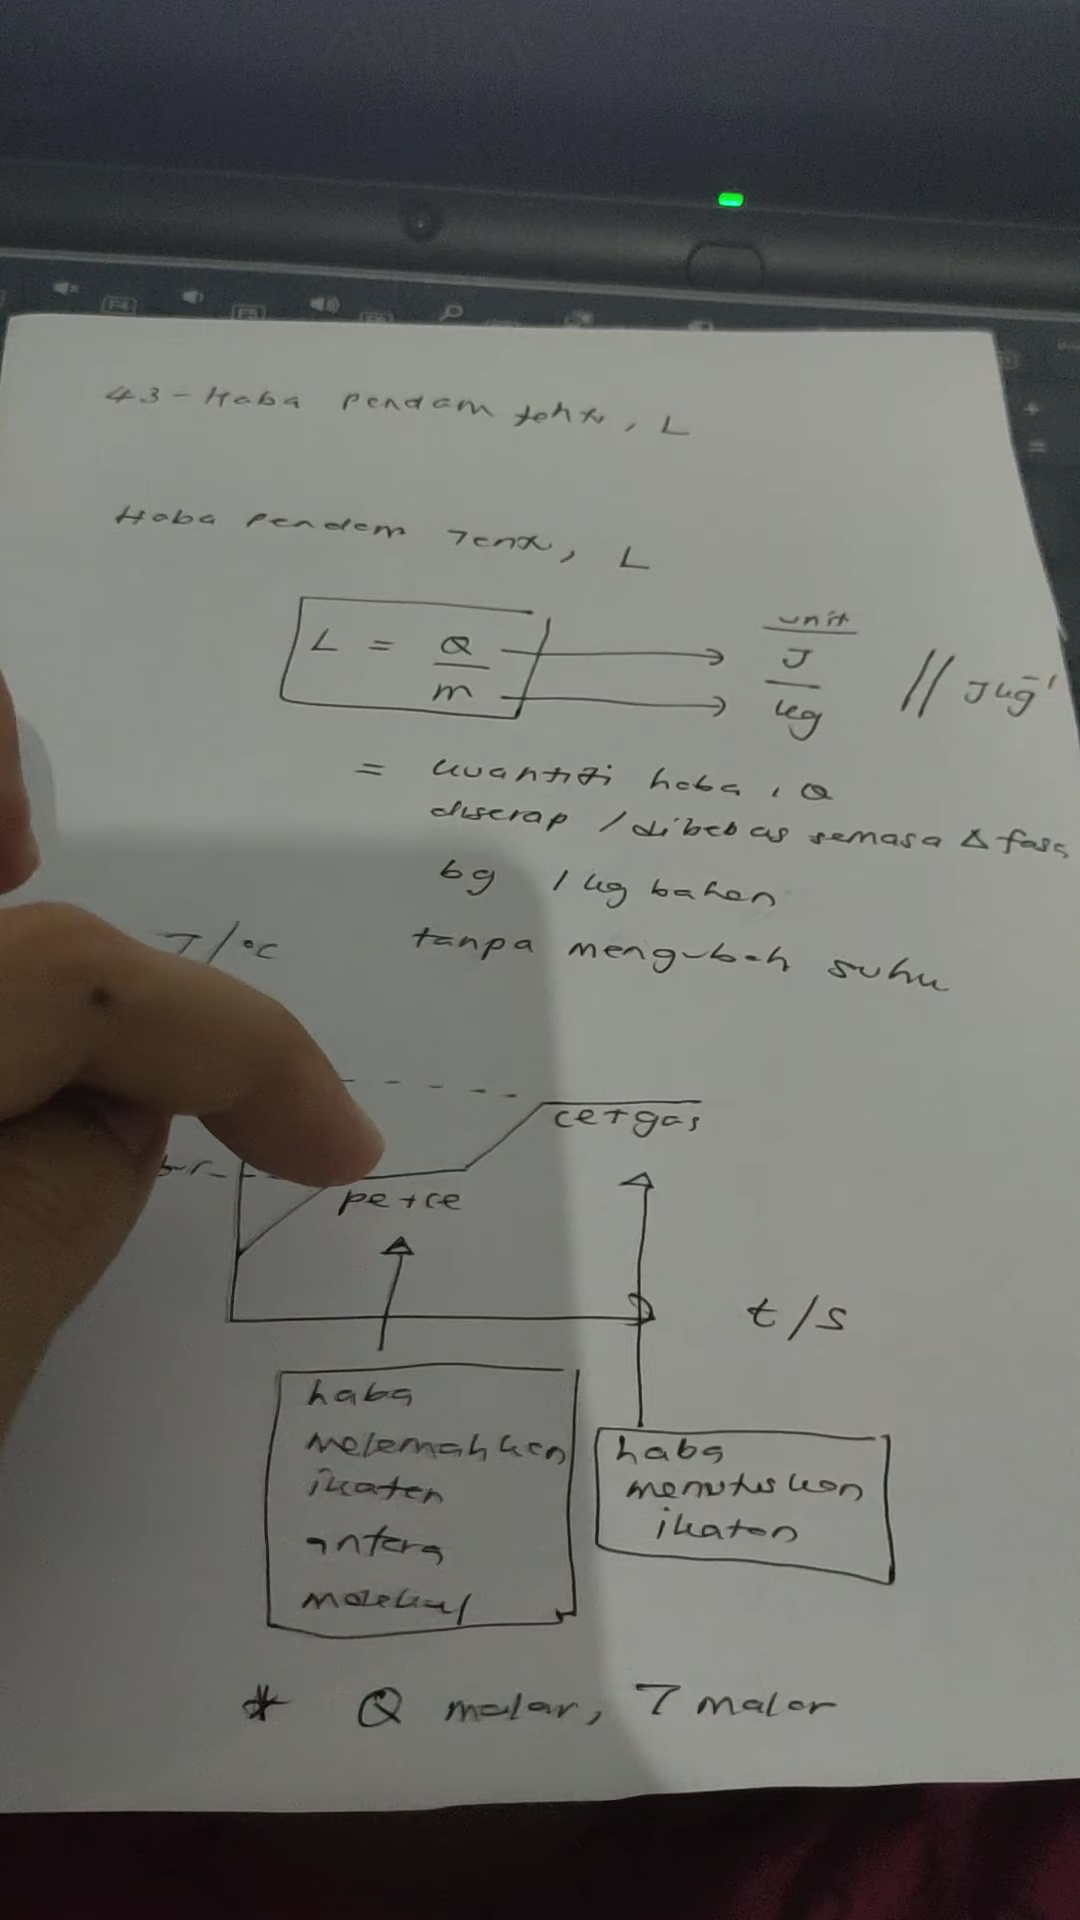 4.3 - Haba pendam tentu, L
Haba pendam Tentu, L
L = Q/m
unit
J/kg // Jkg⁻¹
= kuantiti haba, Q
diserap / dibebas semasa Δ fasa
bg 1 kg bahan
tanpa mengubah suhu
T/°C
ce+gas
pe+ce
t/s
haba
melemahkan
ikatan
antara
molekul
haba
memutuskan
ikatan
* Q malar, T malar